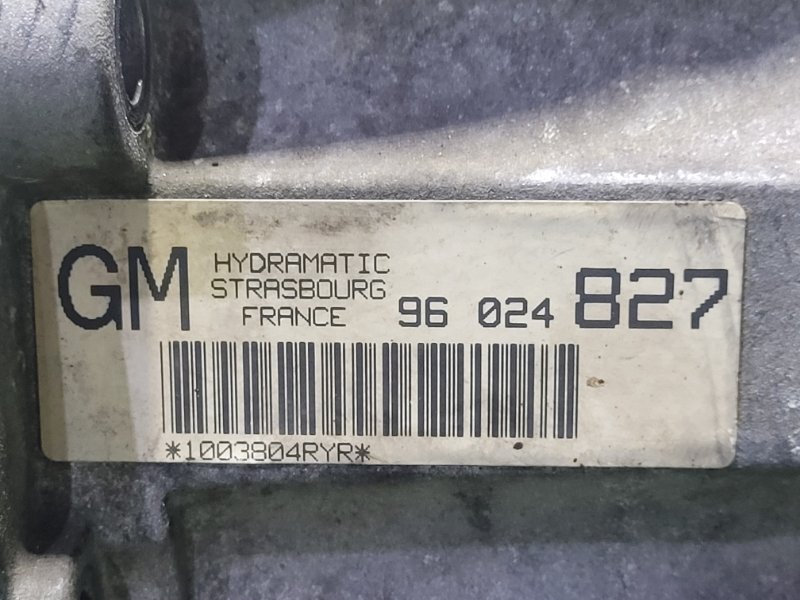 GM HYDRAMATIC
STRASBOURG
FRANCE 96 024 827
*1003804RYR*